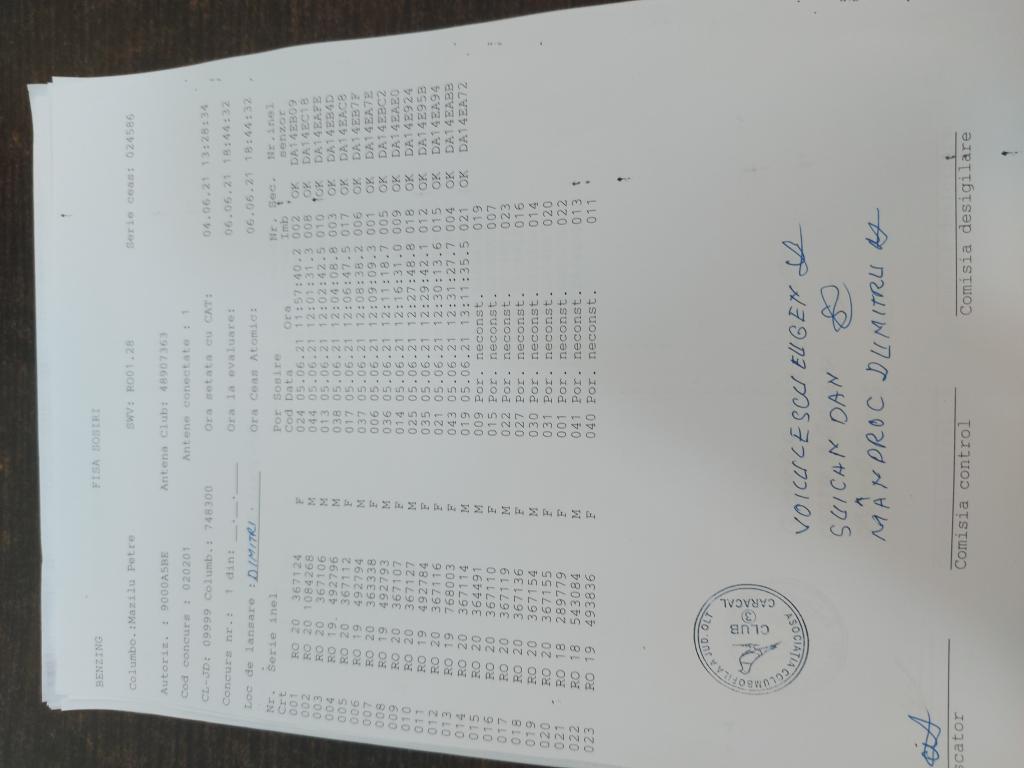 BENZING FISA SOSIRI
Columbo.:Mazilu Petre SWV: RO01.28 Serie ceas: 024586
Autoriz. : 9000A5BE Antena Club: 48907363
Cod concurs : 020201 Antene conectate : 1
CL-JD: 09999 Columb.: 748300 Ora setata cu CAT: 04.06.21 13:28:34
Concurs nr.: 1 din: __.__.____ Ora la evaluare: 06.06.21 18:44:32
Loc de lansare : DIMITRI. Ora Ceas Atomic: 06.06.21 18:44:32
Nr. Serie inel Por Sosire Nr. Sec. Nr.inel
Crt Cod Data Ora Imb senzor
001 RO 20 367124 F 024 05.06.21 11:57:40.2 002 OK DA14EB09
002 RO 20 1084268 M 044 05.06.21 12:01:31.3 008 OK DA14EC18
003 RO 20 367106 M 013 05.06.21 12:02:42.5 010 OK DA14EAFE
004 RO 19 492796 M 038 05.06.21 12:04:08.8 003 OK DA14EB4D
005 RO 20 367112 F 017 05.06.21 12:06:47.5 017 OK DA14EAC8
006 RO 19 492794 M 037 05.06.21 12:08:38.2 006 OK DA14EB7F
007 RO 20 363338 F 006 05.06.21 12:09:09.3 001 OK DA14EA7E
008 RO 19 492793 M 036 05.06.21 12:11:18.7 005 OK DA14EBC2
009 RO 20 367107 F 014 05.06.21 12:16:31.0 009 OK DA14EAE0
010 RO 20 367127 M 025 05.06.21 12:27:48.8 018 OK DA14E924
011 RO 19 492784 F 035 05.06.21 12:29:42.1 012 OK DA14E95B
012 RO 20 367116 F 021 05.06.21 12:30:13.6 015 OK DA14EA94
013 RO 19 768003 F 043 05.06.21 12:31:27.7 004 OK DA14EABB
014 RO 20 367114 M 019 05.06.21 13:11:35.5 021 OK DA14EA72
015 RO 20 364491 M 009 Por. neconst. 019
016 RO 20 367110 F 015 Por. neconst. 007
017 RO 20 367119 M 022 Por. neconst. 023
018 RO 20 367136 F 027 Por. neconst. 016
019 RO 20 367154 M 030 Por. neconst. 014
020 RO 20 367155 F 031 Por. neconst. 020
021 RO 18 289779 F 001 Por. neconst. 022
022 RO 18 543084 M 041 Por. neconst. 013
023 RO 19 493836 F 040 Por. neconst. 011
ASOCIATIA COLUMBOFILA A JUD. OLT
CLUB
CARACAL
VOICULESCU EUGEN
SUICAN DAN
MÂNDROC DUMITRU
scator Comisia control Comisia desigilare